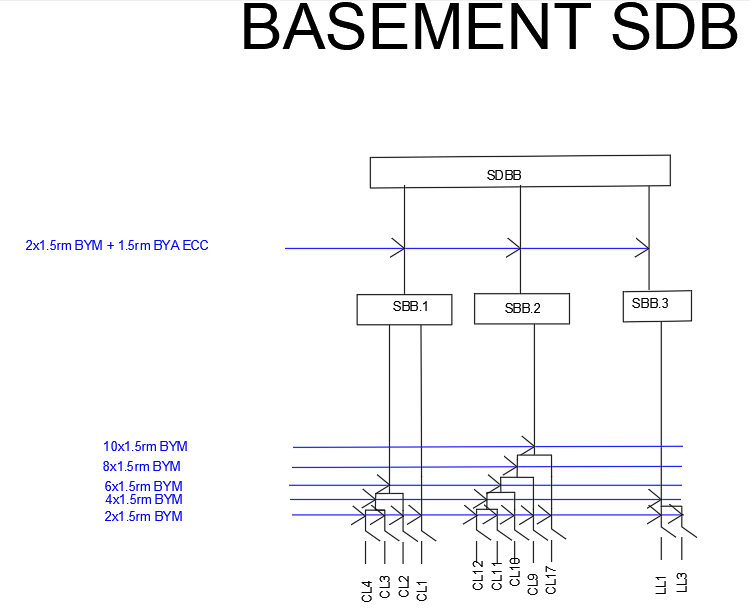 BASEMENT SDB
SDBB
2x1.5rm BYM + 1.5rm BYA ECC
SBB.1
SBB.2
SBB.3
10x1.5rm BYM
8x1.5rm BYM
6x1.5rm BYM
4x1.5rm BYM
2x1.5rm BYM
CL4
CL3
CL2
CL1
CL12
CL11
CL10
CL9
CL17
LL1
LL3